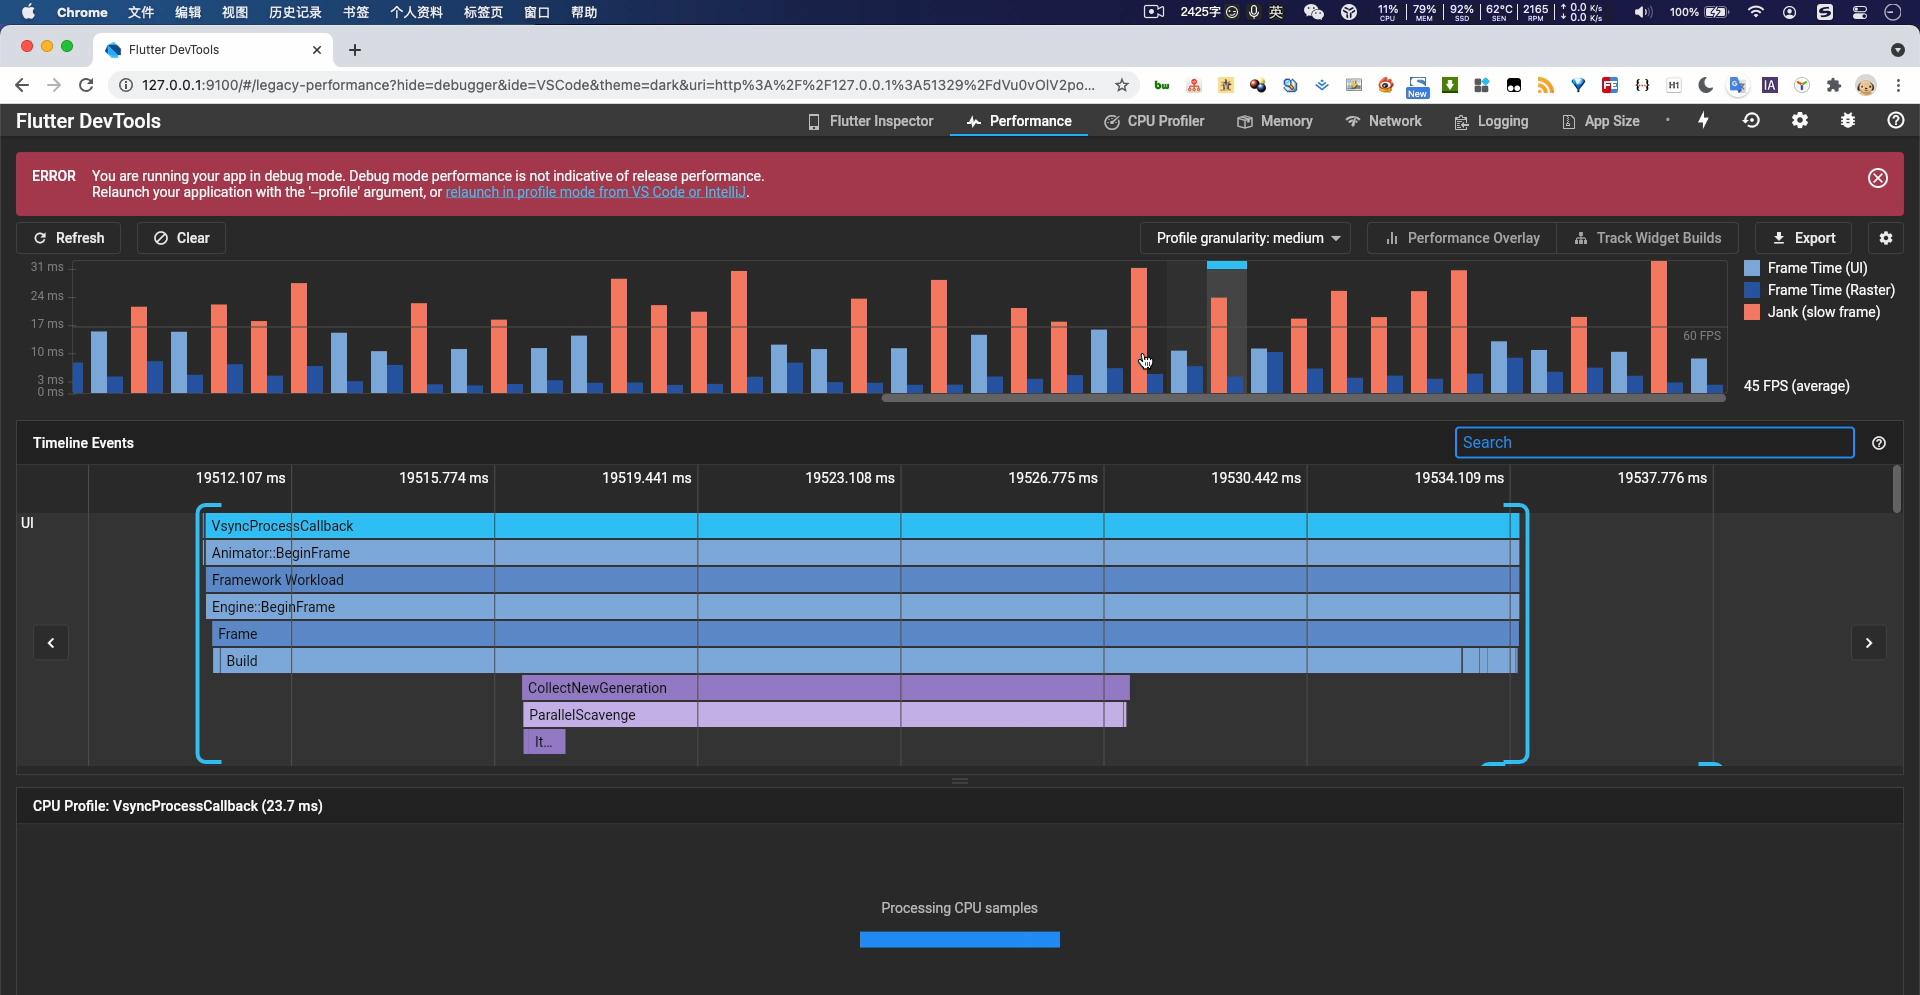 Chrome 文件 编辑 视图 历史记录 书签 个人资料 标签页 窗口 帮助 2425字 英 11% CPU 79% MEM 92% SSD 62°C SEN 2165 RPM 0.0 K/s 0.0 K/s 100%
Flutter DevTools
127.0.0.1:9100/#/legacy-performance?hide=debugger&ide=VSCode&theme=dark&uri=http%3A%2F%2F127.0.0.1%3A51329%2FdVu0vOlV2po... bw New FE H1 IA
Flutter DevTools Flutter Inspector Performance CPU Profiler Memory Network Logging App Size
ERROR You are running your app in debug mode. Debug mode performance is not indicative of release performance.
Relaunch your application with the '--profile' argument, or relaunch in profile mode from VS Code or IntelliJ.
Refresh Clear Profile granularity: medium Performance Overlay Track Widget Builds Export
31 ms
24 ms
17 ms
10 ms
3 ms
0 ms
60 FPS
Frame Time (UI)
Frame Time (Raster)
Jank (slow frame)
45 FPS (average)
Timeline Events Search
19512.107 ms 19515.774 ms 19519.441 ms 19523.108 ms 19526.775 ms 19530.442 ms 19534.109 ms 19537.776 ms
UI
VsyncProcessCallback
Animator::BeginFrame
Framework Workload
Engine::BeginFrame
Frame
Build
CollectNewGeneration
ParallelScavenge
It...
CPU Profile: VsyncProcessCallback (23.7 ms)
Processing CPU samples